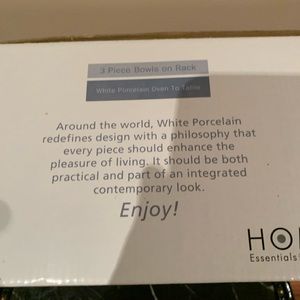 3 Piece Bowls on Rack
White Porcelain Oven To Table
Around the world, White Porcelain
redefines design with a philosophy that
every piece should enhance the
pleasure of living. It should be both
practical and part of an integrated
contemporary look.
Enjoy!
HO
Essentials